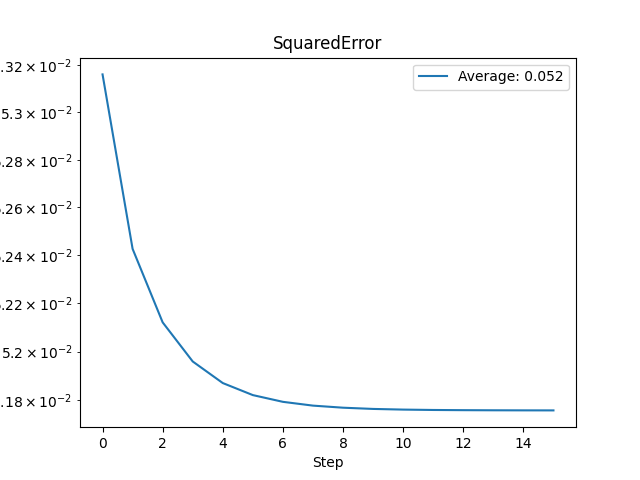 SquaredError
Average: 0.052
.32 × 10⁻²
5.3 × 10⁻²
.28 × 10⁻²
.26 × 10⁻²
.24 × 10⁻²
.22 × 10⁻²
5.2 × 10⁻²
.18 × 10⁻²
0 2 4 6 8 10 12 14
Step